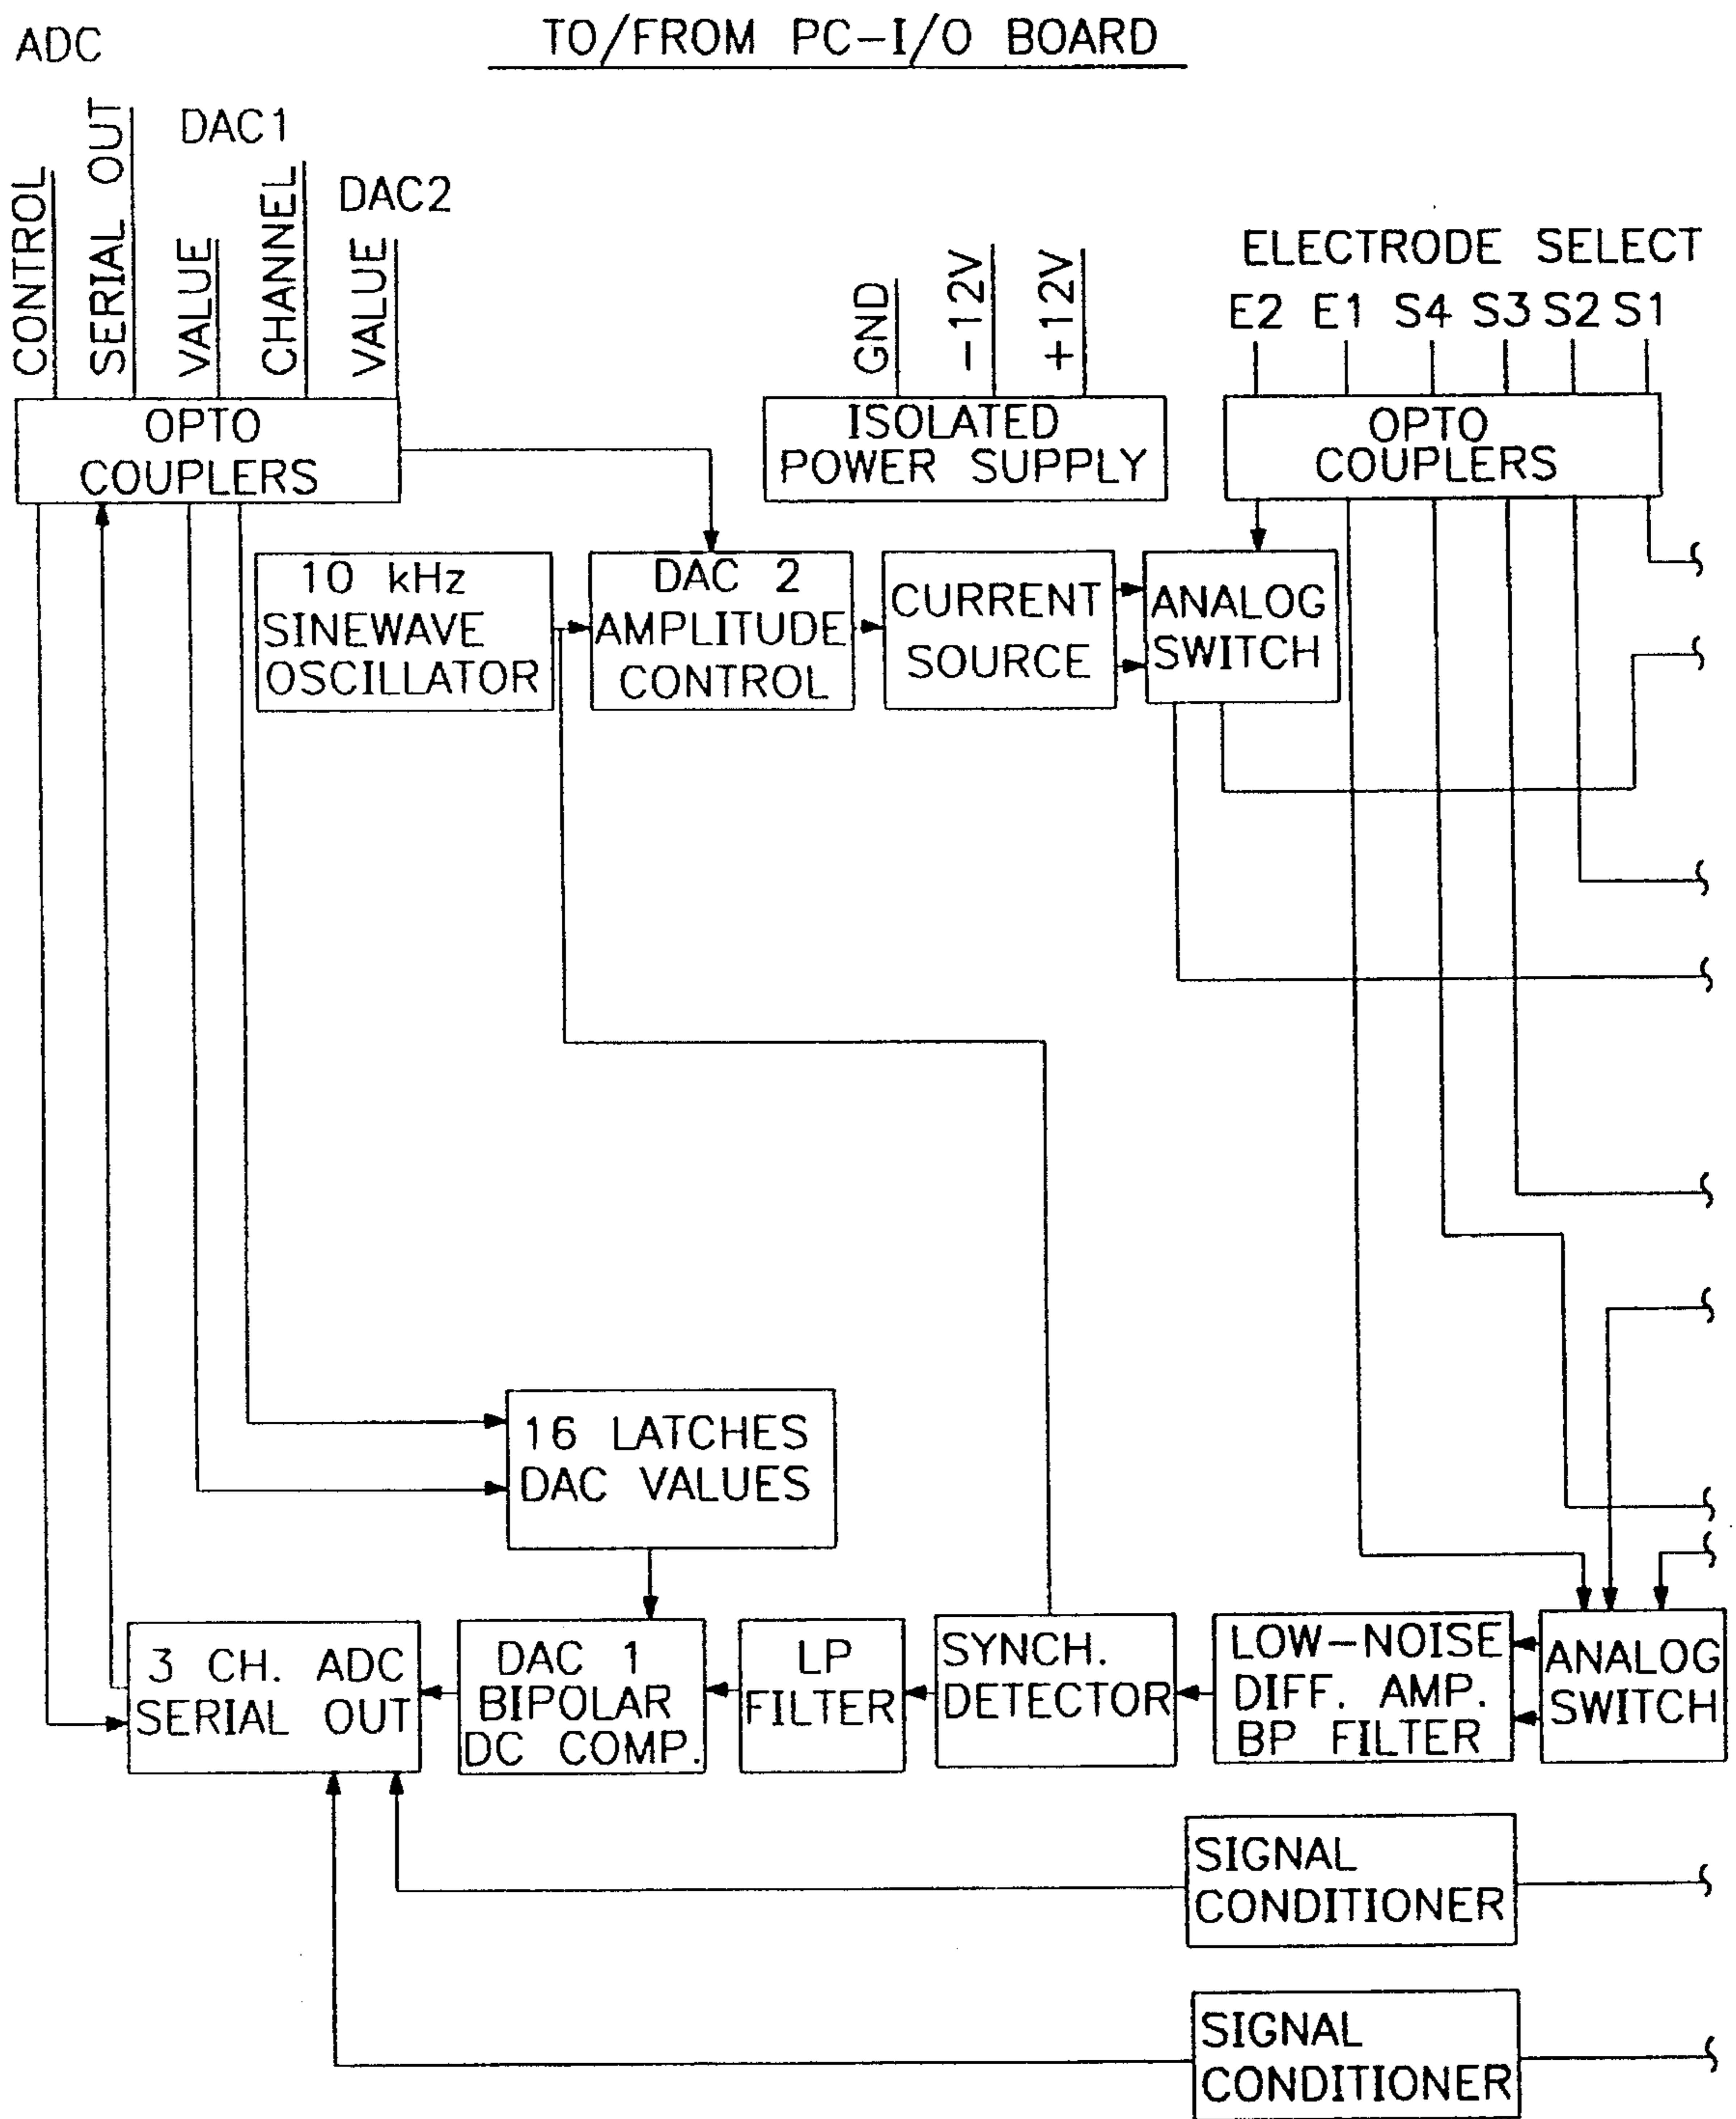 TO/FROM PC-I/O BOARD
ADC
CONTROL
SERIAL OUT
DAC1
VALUE
CHANNEL
DAC2
VALUE
GND
-12V
+12V
ELECTRODE SELECT
E2 E1 S4 S3 S2 S1
OPTO
COUPLERS
ISOLATED
POWER SUPPLY
OPTO
COUPLERS
10 kHz
SINEWAVE
OSCILLATOR
DAC 2
AMPLITUDE
CONTROL
CURRENT
SOURCE
ANALOG
SWITCH
16 LATCHES
DAC VALUES
3 CH. ADC
SERIAL OUT
DAC 1
BIPOLAR
DC COMP.
LP
FILTER
SYNCH.
DETECTOR
LOW-NOISE
DIFF. AMP.
BP FILTER
ANALOG
SWITCH
SIGNAL
CONDITIONER
SIGNAL
CONDITIONER